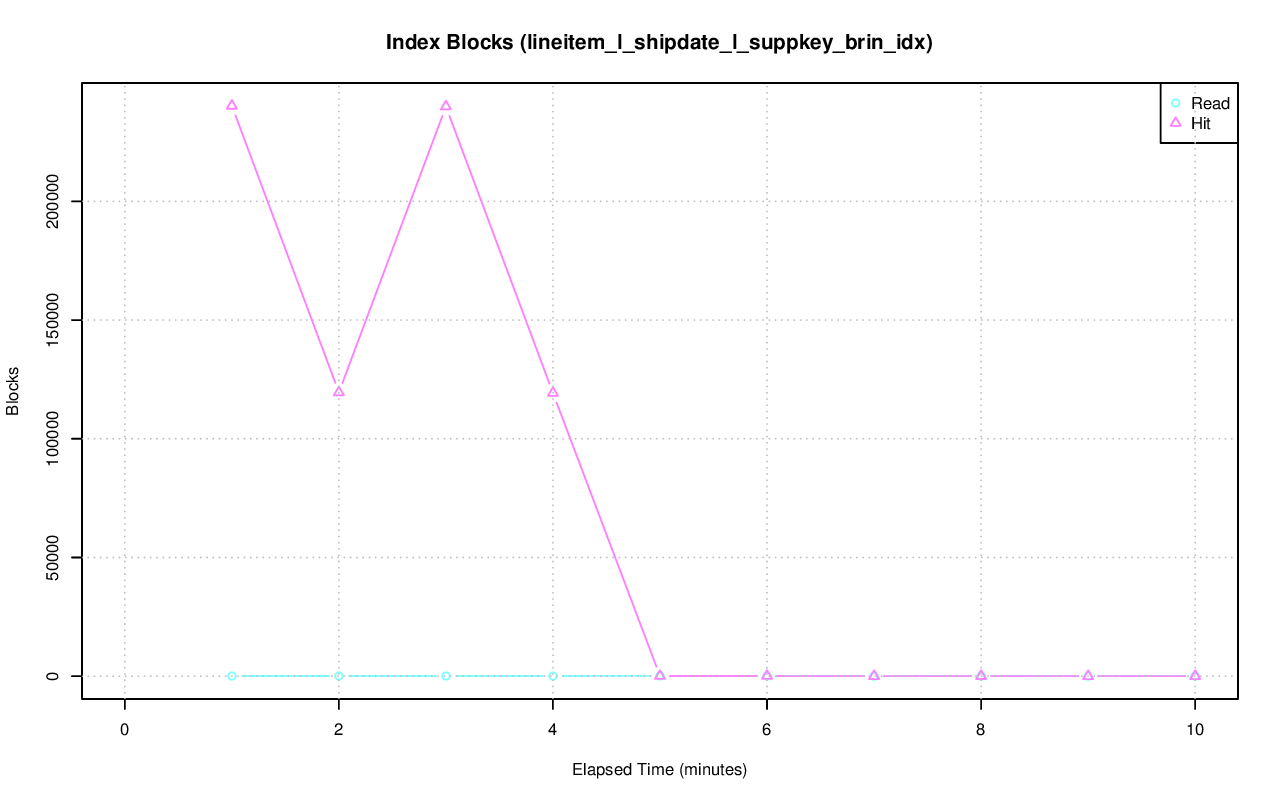 Index Blocks (lineitem_l_shipdate_l_suppkey_brin_idx)
Read
Hit
Blocks
200000
150000
100000
50000
0
0 2 4 6 8 10
Elapsed Time (minutes)